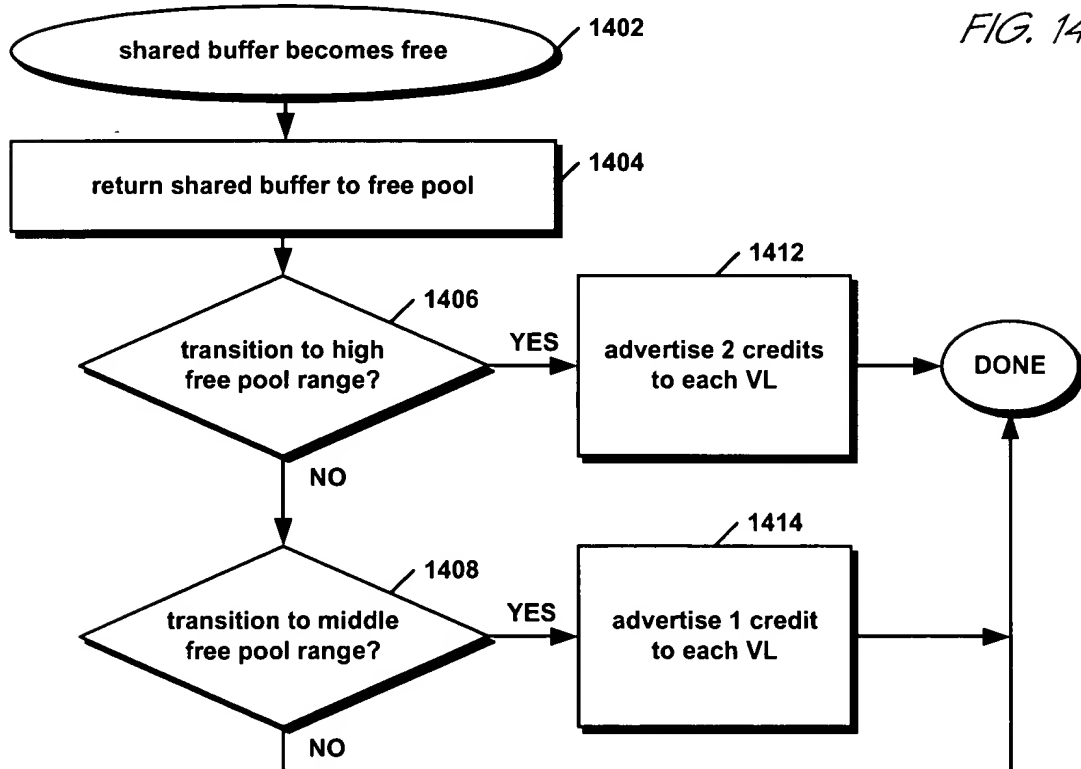 FIG. 14
shared buffer becomes free
1402
return shared buffer to free pool
1404
1406
transition to high
free pool range?
YES
1412
advertise 2 credits
to each VL
DONE
NO
1408
transition to middle
free pool range?
YES
1414
advertise 1 credit
to each VL
NO